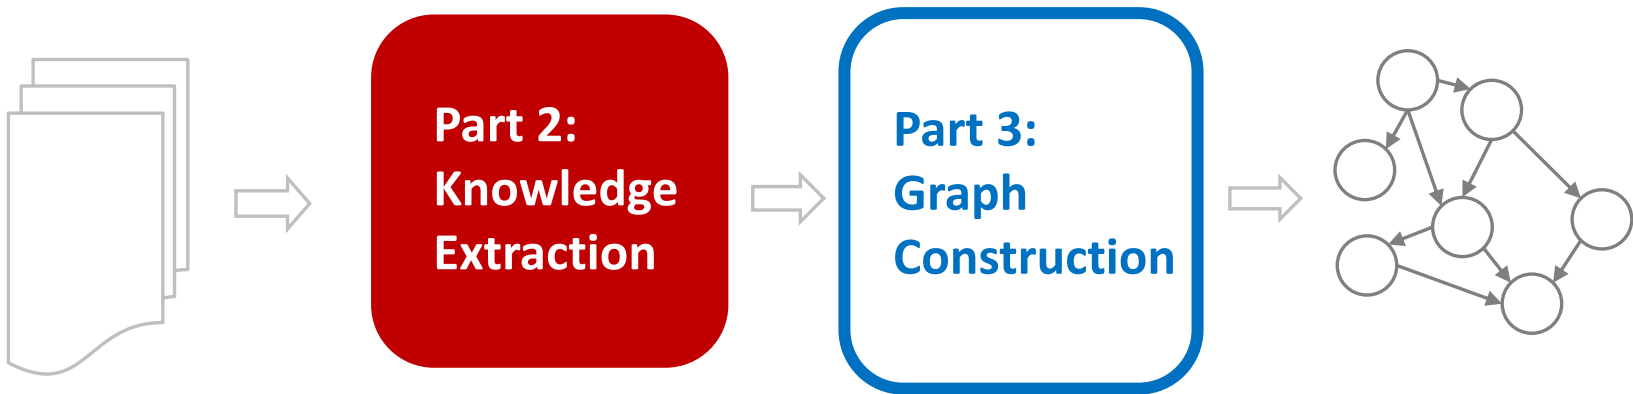 Part 2:
Knowledge
Extraction
Part 3:
Graph
Construction